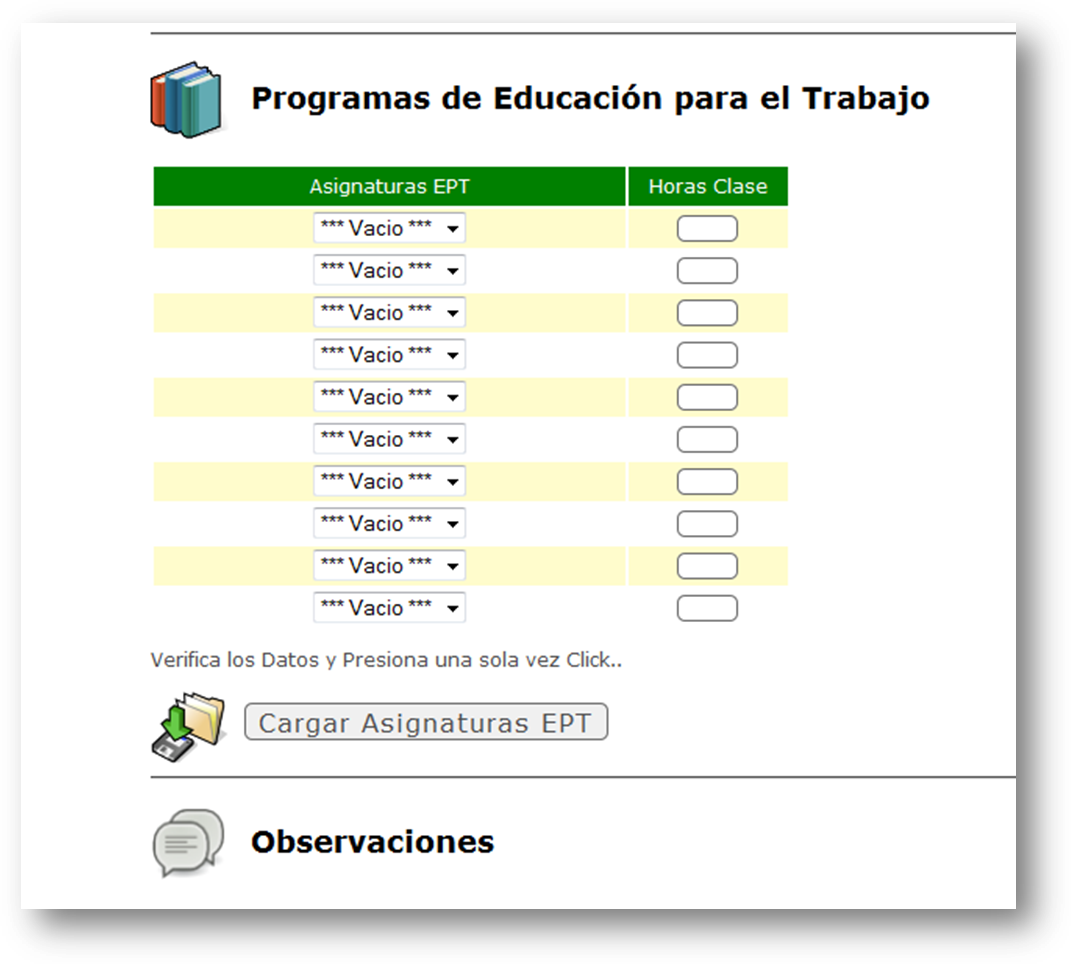 Programas de Educación para el Trabajo
Asignaturas EPT Horas Clase
*** Vacio ***
*** Vacio ***
*** Vacio ***
*** Vacio ***
*** Vacio ***
*** Vacio ***
*** Vacio ***
*** Vacio ***
*** Vacio ***
*** Vacio ***
Verifica los Datos y Presiona una sola vez Click..
Cargar Asignaturas EPT
Observaciones